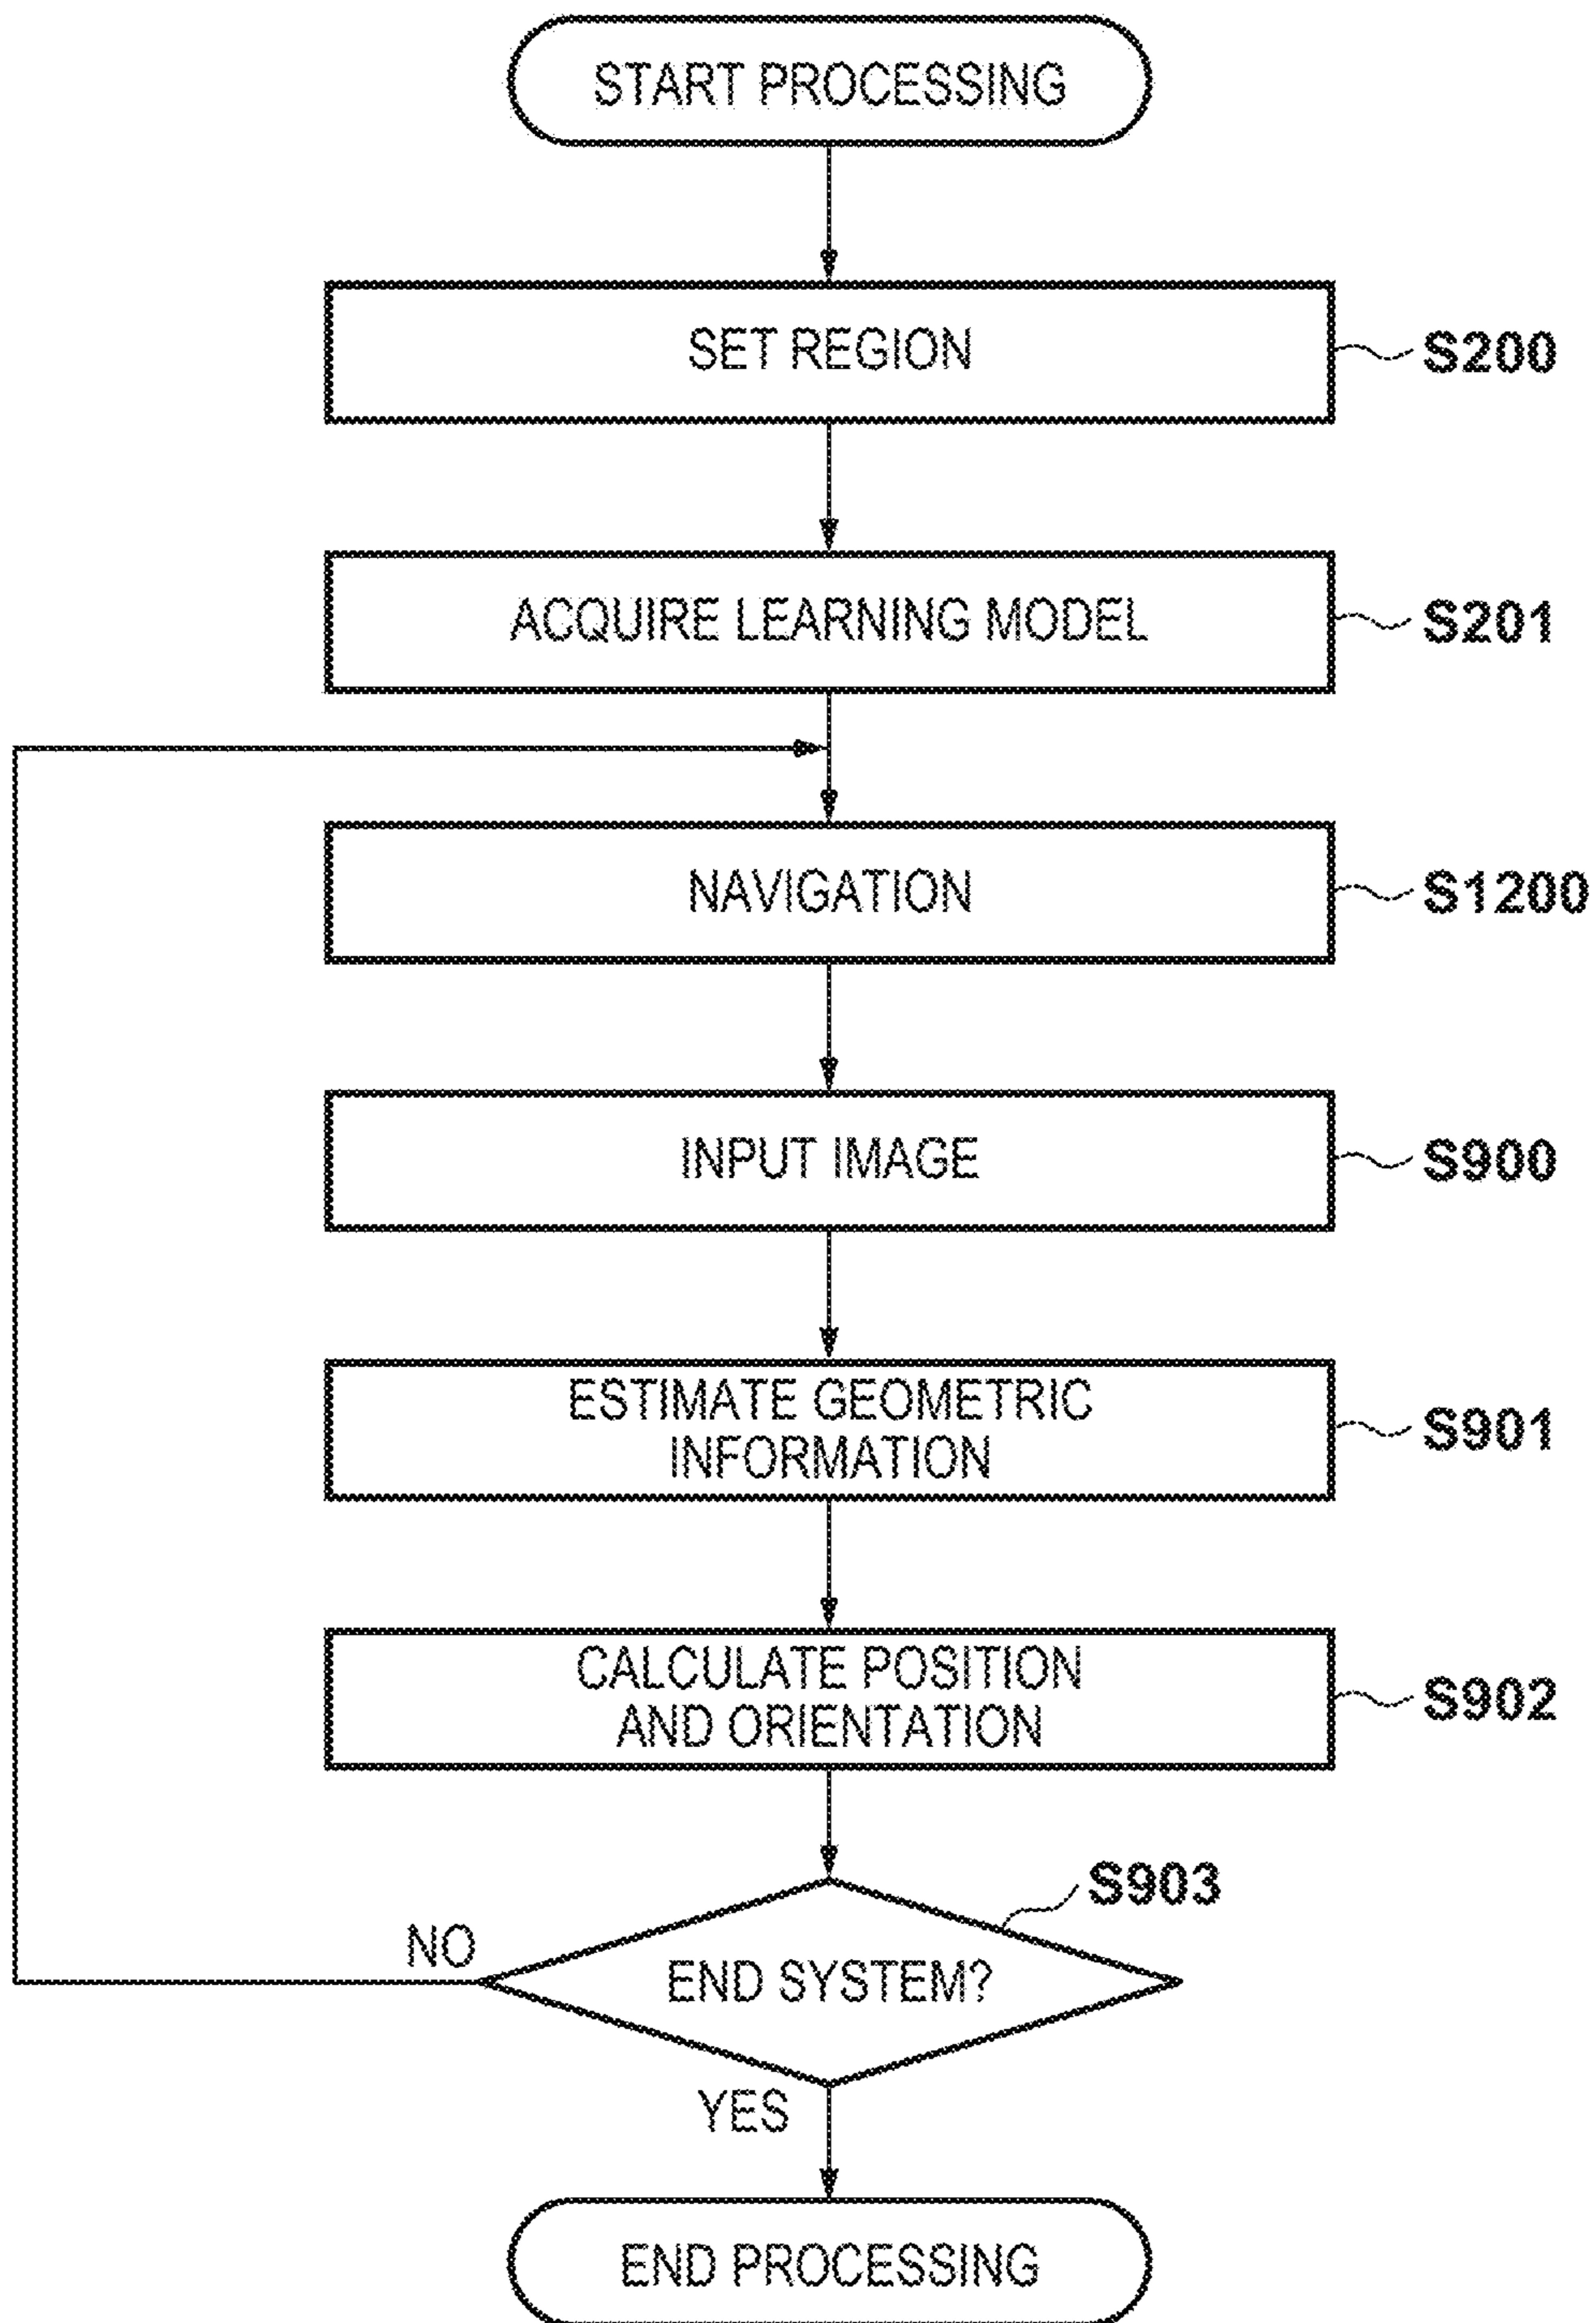 START PROCESSING
SET REGION
S200
ACQUIRE LEARNING MODEL
S201
NAVIGATION
S1200
INPUT IMAGE
S900
ESTIMATE GEOMETRIC
INFORMATION
S901
CALCULATE POSITION
AND ORIENTATION
S902
S903
NO
END SYSTEM?
YES
END PROCESSING